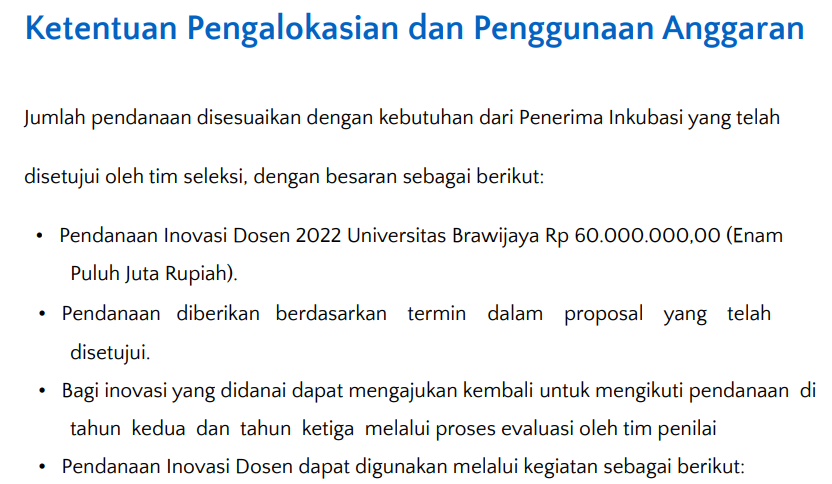 Ketentuan Pengalokasian dan Penggunaan Anggaran
Jumlah pendanaan disesuaikan dengan kebutuhan dari Penerima Inkubasi yang telah
disetujui oleh tim seleksi, dengan besaran sebagai berikut:
• Pendanaan Inovasi Dosen 2022 Universitas Brawijaya Rp 60.000.000,00 (Enam
Puluh Juta Rupiah).
• Pendanaan diberikan berdasarkan termin dalam proposal yang telah
disetujui.
• Bagi inovasi yang didanai dapat mengajukan kembali untuk mengikuti pendanaan di
tahun kedua dan tahun ketiga melalui proses evaluasi oleh tim penilai
• Pendanaan Inovasi Dosen dapat digunakan melalui kegiatan sebagai berikut: